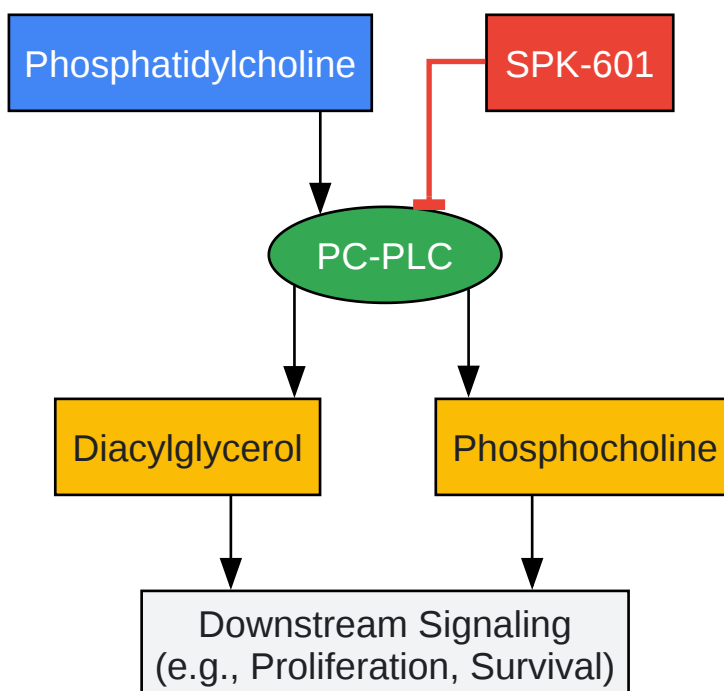 Phosphatidylcholine
SPK-601
PC-PLC
Diacylglycerol
Phosphocholine
Downstream Signaling
(e.g., Proliferation, Survival)